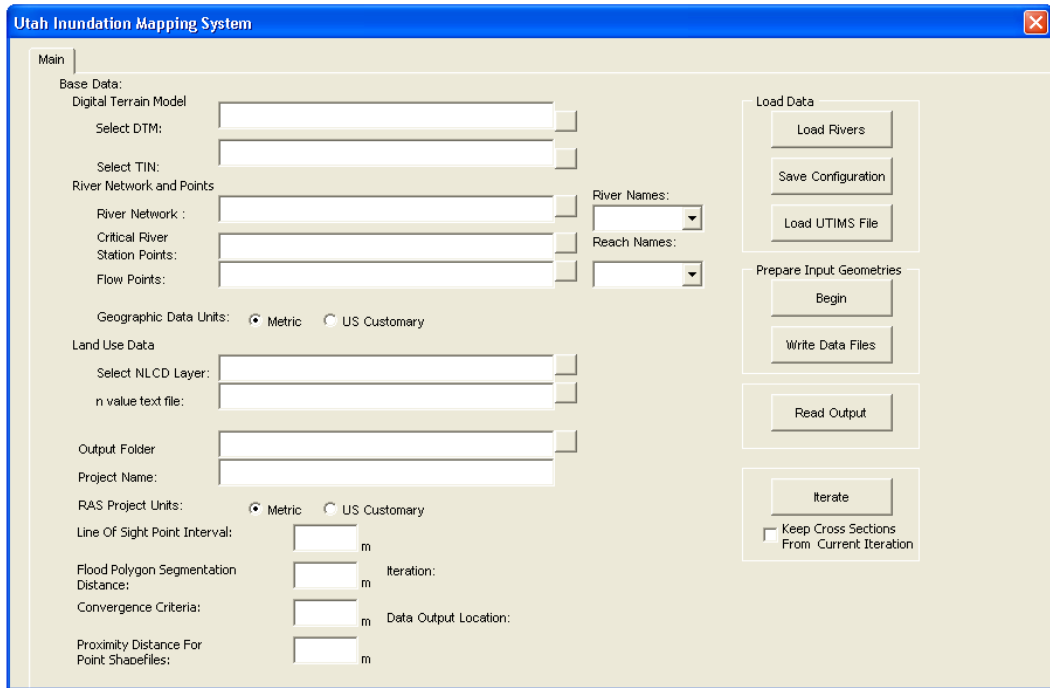 Utah Inundation Mapping System
Main
Base Data:
Digital Terrain Model
Select DTM:
Select TIN:
River Network and Points
River Network :
River Names:
Critical River
Station Points:
Reach Names:
Flow Points:
Geographic Data Units:
Metric
US Customary
Land Use Data
Select NLCD Layer:
n value text file:
Output Folder
Project Name:
RAS Project Units:
Metric
US Customary
Line Of Sight Point Interval:
m
Flood Polygon Segmentation
Distance:
m
Iteration:
Convergence Criteria:
m
Data Output Location:
Proximity Distance For
Point Shapefiles:
m
Load Data
Load Rivers
Save Configuration
Load UTIMS File
Prepare Input Geometries
Begin
Write Data Files
Read Output
Iterate
Keep Cross Sections
From Current Iteration